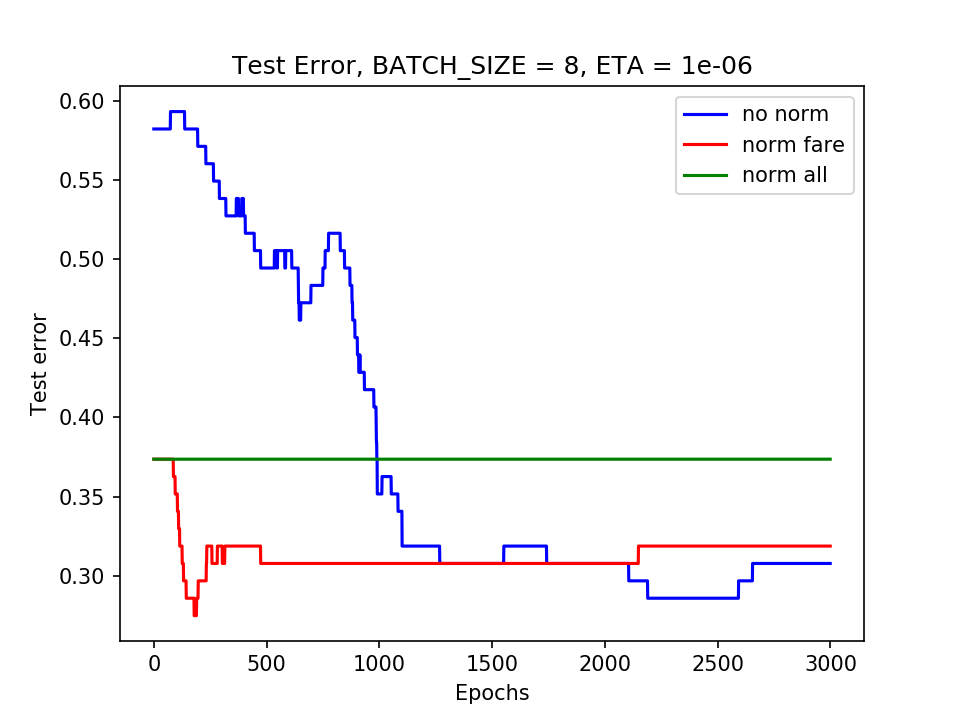 Test Error, BATCH_SIZE = 8, ETA = 1e-06
no norm
norm fare
norm all
Test error
0.60
0.55
0.50
0.45
0.40
0.35
0.30
0 500 1000 1500 2000 2500 3000
Epochs